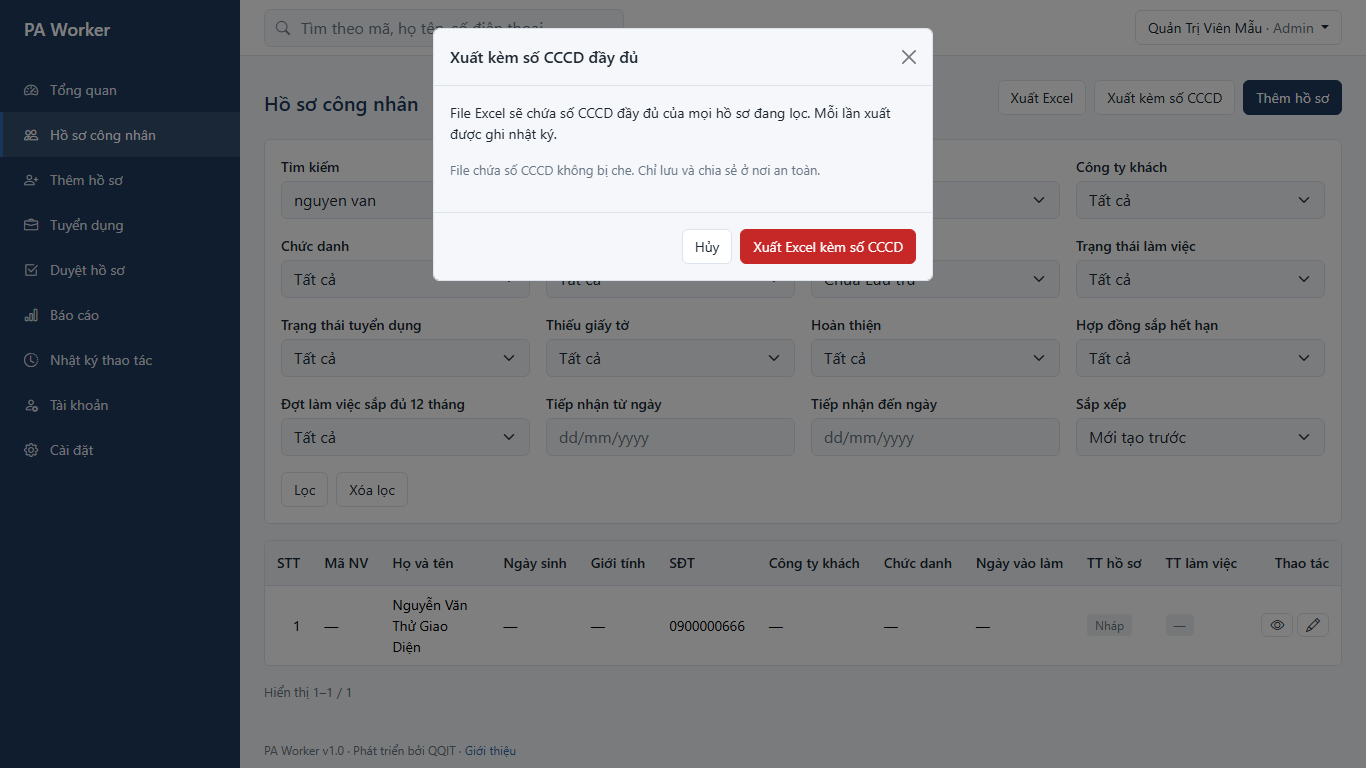 PA Worker
Tìm theo mã, họ tên, số điện thoại
Quản Trị Viên Mẫu · Admin
Tổng quan
Hồ sơ công nhân
Thêm hồ sơ
Tuyển dụng
Duyệt hồ sơ
Báo cáo
Nhật ký thao tác
Tài khoản
Cài đặt
Xuất kèm số CCCD đầy đủ
File Excel sẽ chứa số CCCD đầy đủ của mọi hồ sơ đang lọc. Mỗi lần xuất
được ghi nhật ký.
File chứa số CCCD không bị che. Chỉ lưu và chia sẻ ở nơi an toàn.
Hủy
Xuất Excel kèm số CCCD
Hồ sơ công nhân
Xuất Excel
Xuất kèm số CCCD
Thêm hồ sơ
Tìm kiếm
Công ty khách
nguyen van
Tất cả
Chức danh
Trạng thái làm việc
Tất cả
Tất cả
Chưa Lưu trữ
Tất cả
Trạng thái tuyển dụng
Thiếu giấy tờ
Hoàn thiện
Hợp đồng sắp hết hạn
Tất cả
Tất cả
Tất cả
Tất cả
Đợt làm việc sắp đủ 12 tháng
Tiếp nhận từ ngày
Tiếp nhận đến ngày
Sắp xếp
Tất cả
dd/mm/yyyy
dd/mm/yyyy
Mới tạo trước
Lọc
Xóa lọc
STT Mã NV Họ và tên Ngày sinh Giới tính SĐT Công ty khách Chức danh Ngày vào làm TT hồ sơ TT làm việc Thao tác
1 — Nguyễn Văn
Thử Giao
Diện — — 0900000666 — — — Nháp —
Hiển thị 1–1 / 1
PA Worker v1.0 · Phát triển bởi QQIT · Giới thiệu